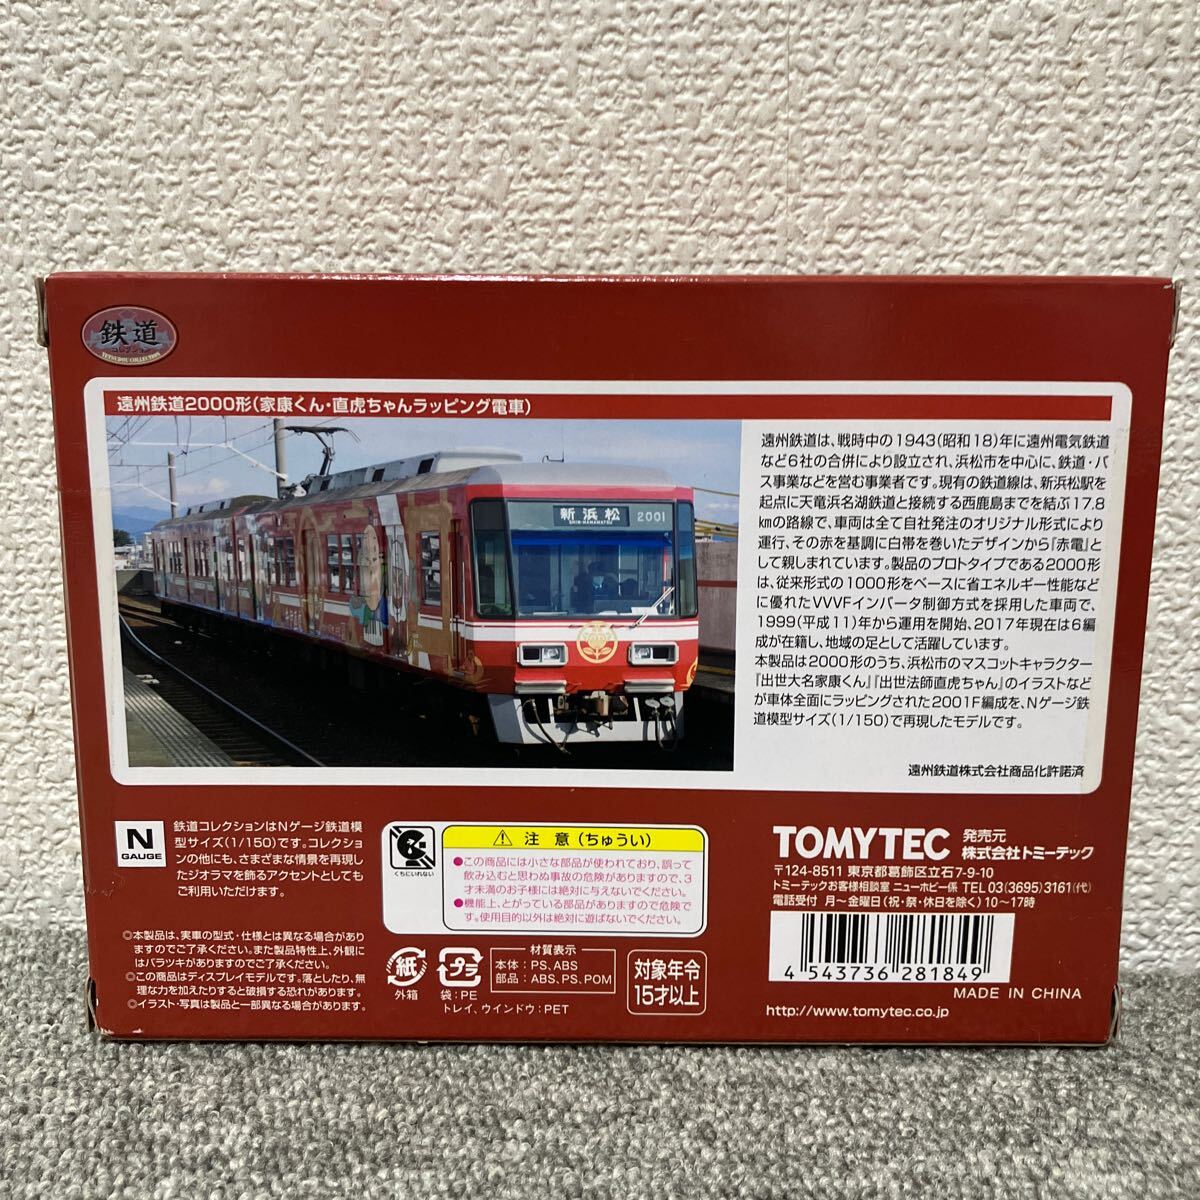 鉄道
コレクション
TETSUDOU COLLECTION
遠州鉄道2000形(家康くん・直虎ちゃんラッピング電車)
新浜松
SHIN-HAMAMATSU
2001
遠州鉄道は、戦時中の1943(昭和18)年に遠州電気鉄道
など6社の合併により設立され、浜松市を中心に、鉄道・バ
ス事業などを営む事業者です。現有の鉄道線は、新浜松駅を
起点に天竜浜名湖鉄道と接続する西鹿島までを結ぶ17.8
kmの路線で、車両は全て自社発注のオリジナル形式により
運行、その赤を基調に白帯を巻いたデザインから『赤電』と
して親しまれています。製品のプロトタイプである2000形
は、従来形式の1000形をベースに省エネルギー性能など
に優れたVVVFインバータ制御方式を採用した車両で、
1999(平成11)年から運用を開始、2017年現在は6編
成が在籍し、地域の足として活躍しています。
本製品は2000形のうち、浜松市のマスコットキャラクター
『出世大名家康くん』『出世法師直虎ちゃん』のイラストなど
が車体全面にラッピングされた2001F編成を、Nゲージ鉄
道模型サイズ(1/150)で再現したモデルです。
遠州鉄道株式会社商品化許諾済
N
GAUGE
鉄道コレクションはNゲージ鉄道模
型サイズ(1/150)です。コレクショ
ンの他にも、さまざまな情景を再現し
たジオラマを飾るアクセントとしても
ご利用いただけます。
◎本製品は、実車の型式・仕様とは異なる場合があり
ますのでご了承ください。また製品特性上、外観に
はバラツキがありますのでご了承ください。
◎この商品はディスプレイモデルです。落としたり、無
理な力を加えたりすると破損する恐れがあります。
◎イラスト・写真は製品と一部異なる場合があります。
くちにいれない
注意(ちゅうい)
●この商品には小さな部品が使われており、誤って
飲み込むと思わぬ事故の危険がありますので、3
才未満のお子様には絶対に与えないでください。
●機能上、とがっている部品がありますので危険で
す。使用目的以外は絶対に遊ばないでください。
紙
外箱
プラ
袋:PE
トレイ、ウインドウ:PET
材質表示
本体:PS、ABS
部品:ABS、PS、POM
対象年令
15才以上
TOMYTEC
発売元
株式会社トミーテック
〒124-8511 東京都葛飾区立石7-9-10
トミーテックお客様相談室 ニューホビー係 TEL 03(3695)3161(代)
電話受付 月〜金曜日(祝・祭・休日を除く)10〜17時
4 543736 281849
MADE IN CHINA
http://www.tomytec.co.jp